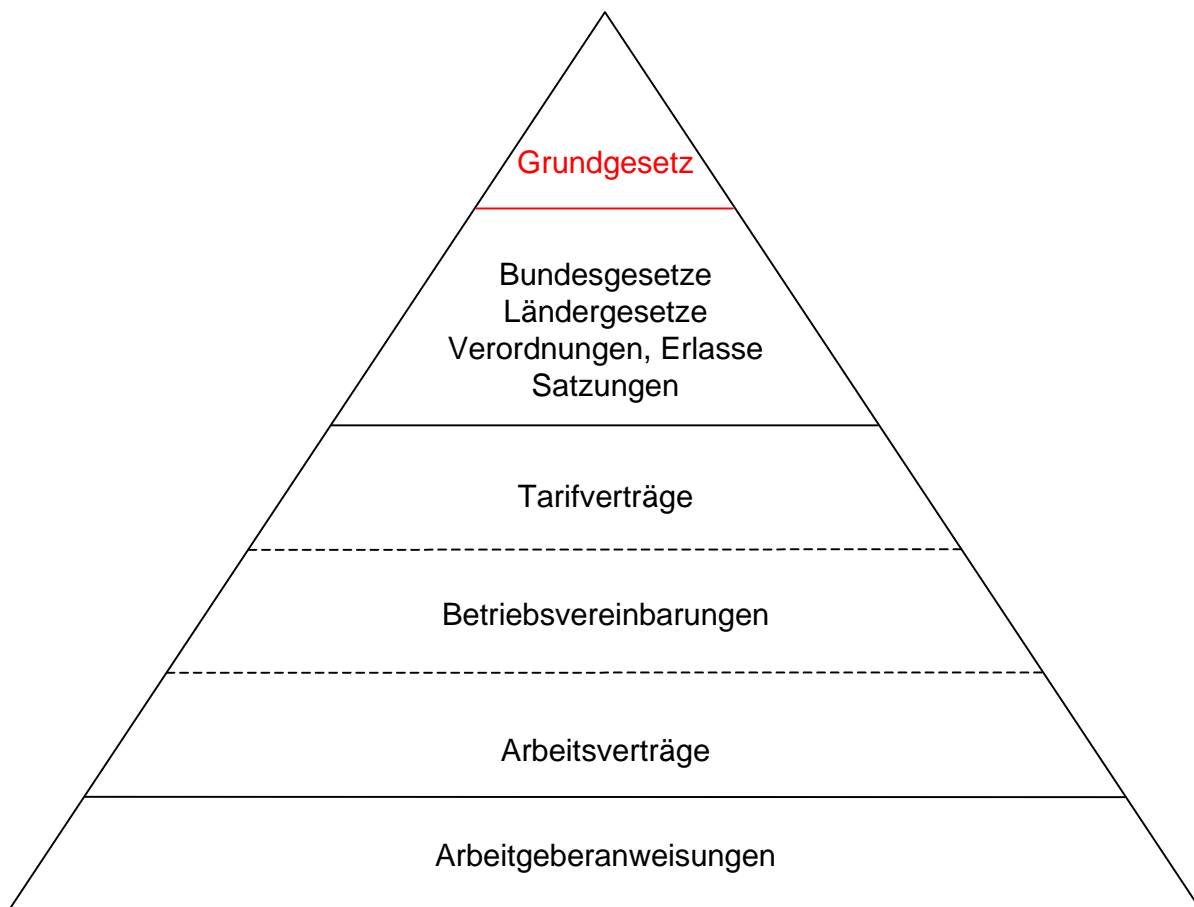 Grundgesetz
Bundesgesetze
Ländergesetze
Verordnungen, Erlasse
Satzungen
Tarifverträge
Betriebsvereinbarungen
Arbeitsverträge
Arbeitgeberanweisungen